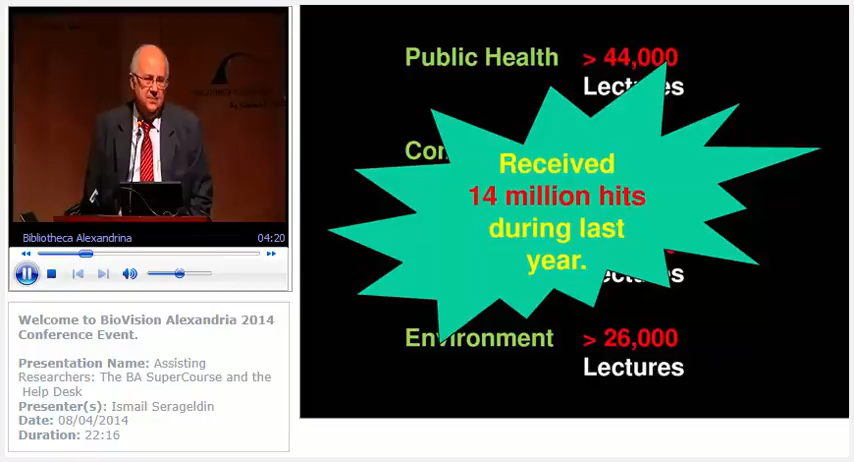 Bibliotheca Alexandrina 04:20
Welcome to BioVision Alexandria 2014
Conference Event.
Presentation Name: Assisting
Researchers: The BA SuperCourse and the
Help Desk
Presenter(s): Ismail Serageldin
Date: 08/04/2014
Duration: 22:16
Public Health > 44,000
Lectures
Received
14 million hits
during last
year.
Environment > 26,000
Lectures